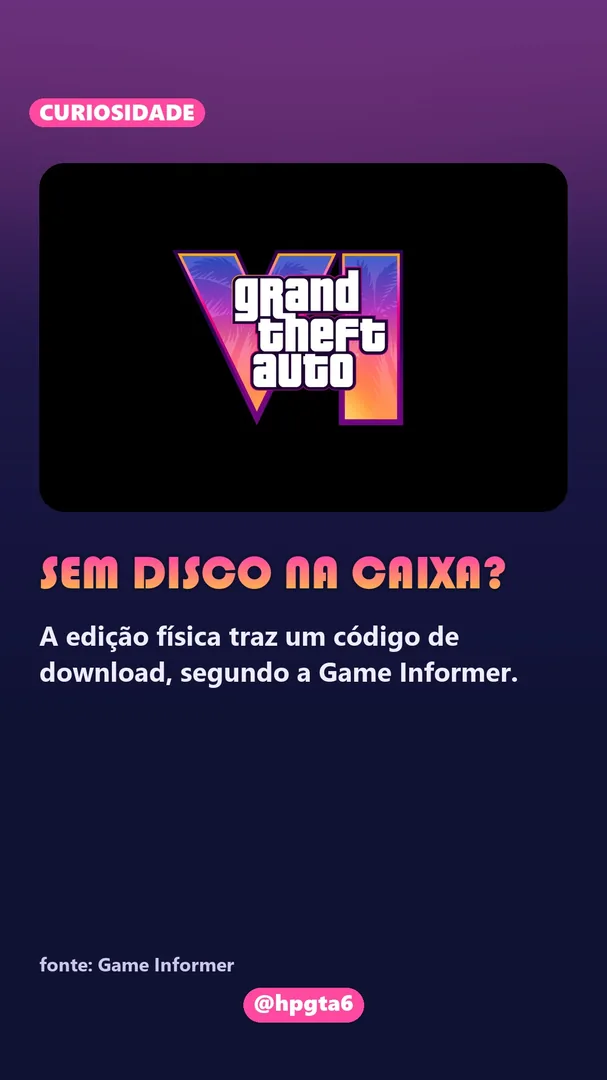 CURIOSIDADE
grand
theft
auto
VI
SEM DISCO NA CAIXA?
A edição física traz um código de
download, segundo a Game Informer.
fonte: Game Informer
@hpgta6